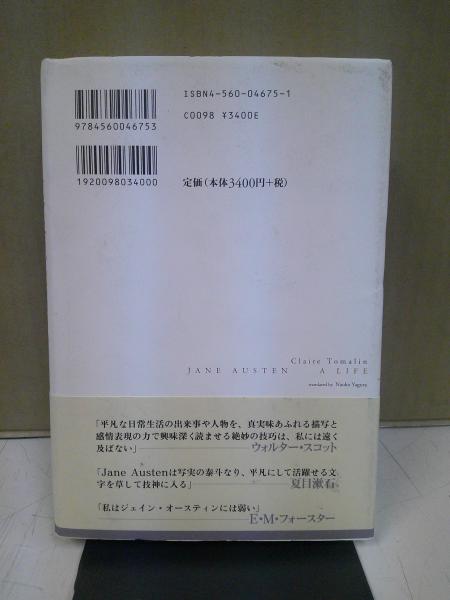 ISBN4-560-04675-1
C0098 ¥3400E
9784560046753
1920098034000
定価(本体3400円+税)
Claire Tomalin
JANE AUSTEN A LIFE
translated by Naoko Yagyu
「平凡な日常生活の出来事や人物を、真実味あふれる描写と
感情表現の力で興味深く読ませる絶妙の技巧は、私には遠く
及ばない」
ウォルター・スコット
「Jane Austenは写実の泰斗なり、平凡にして活躍せる文
字を草して技神に入る」
夏目漱石
「私はジェイン・オースティンには弱い」
E・M・フォースター